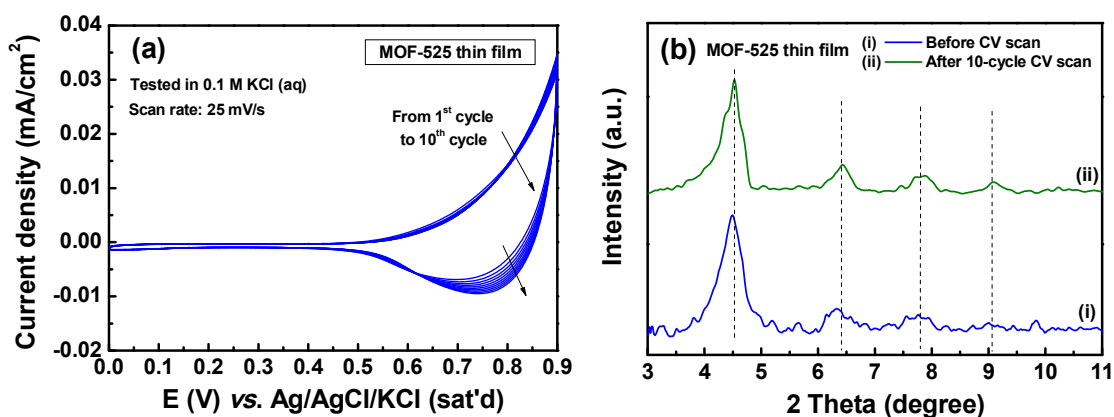 (a)
MOF-525 thin film
Tested in 0.1 M KCl (aq)
Scan rate: 25 mV/s
From 1st cycle
to 10th cycle
Current density (mA/cm²)
0.04
0.03
0.02
0.01
0.00
-0.01
-0.02
0.0 0.1 0.2 0.3 0.4 0.5 0.6 0.7 0.8 0.9
E (V) vs. Ag/AgCl/KCl (sat'd)
(b)
MOF-525 thin film
(i) Before CV scan
(ii) After 10-cycle CV scan
(ii)
(i)
Intensity (a.u.)
3 4 5 6 7 8 9 10 11
2 Theta (degree)